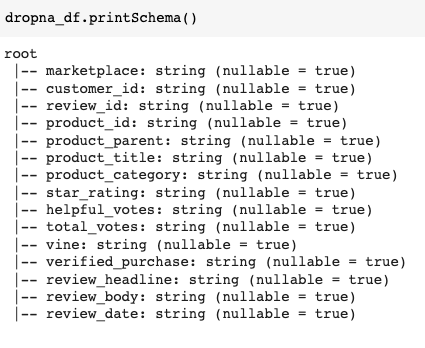 dropna_df.printSchema()
root
|-- marketplace: string (nullable = true)
|-- customer_id: string (nullable = true)
|-- review_id: string (nullable = true)
|-- product_id: string (nullable = true)
|-- product_parent: string (nullable = true)
|-- product_title: string (nullable = true)
|-- product_category: string (nullable = true)
|-- star_rating: string (nullable = true)
|-- helpful_votes: string (nullable = true)
|-- total_votes: string (nullable = true)
|-- vine: string (nullable = true)
|-- verified_purchase: string (nullable = true)
|-- review_headline: string (nullable = true)
|-- review_body: string (nullable = true)
|-- review_date: string (nullable = true)